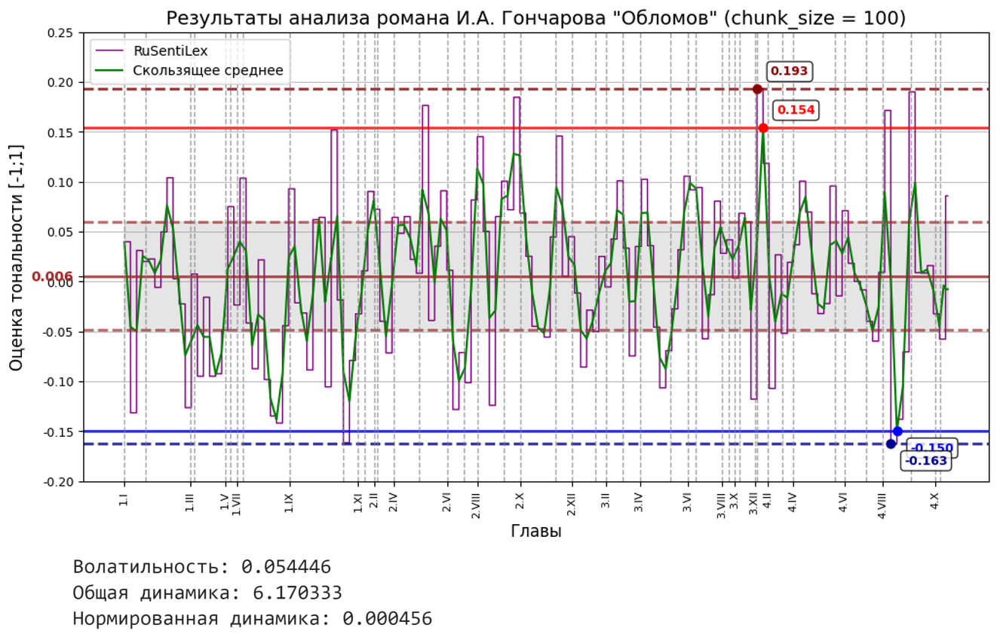 Результаты анализа романа И.А. Гончарова "Обломов" (chunk_size = 100)
RuSentiLex
Скользящее среднее
Оценка тональности [-1;1]
0.25
0.20
0.15
0.10
0.05
0.00
-0.05
-0.10
-0.15
-0.20
0.006
0.193
0.154
-0.150
-0.163
1.I
1.III
1.V
1.VII
1.IX
1.XI
2.II
2.IV
2.VI
2.VIII
2.X
2.XII
3.II
3.IV
3.VI
3.VIII
3.X
3.XII
4.II
4.IV
4.VI
4.VIII
4.X
Главы
Волатильность: 0.054446
Общая динамика: 6.170333
Нормированная динамика: 0.000456